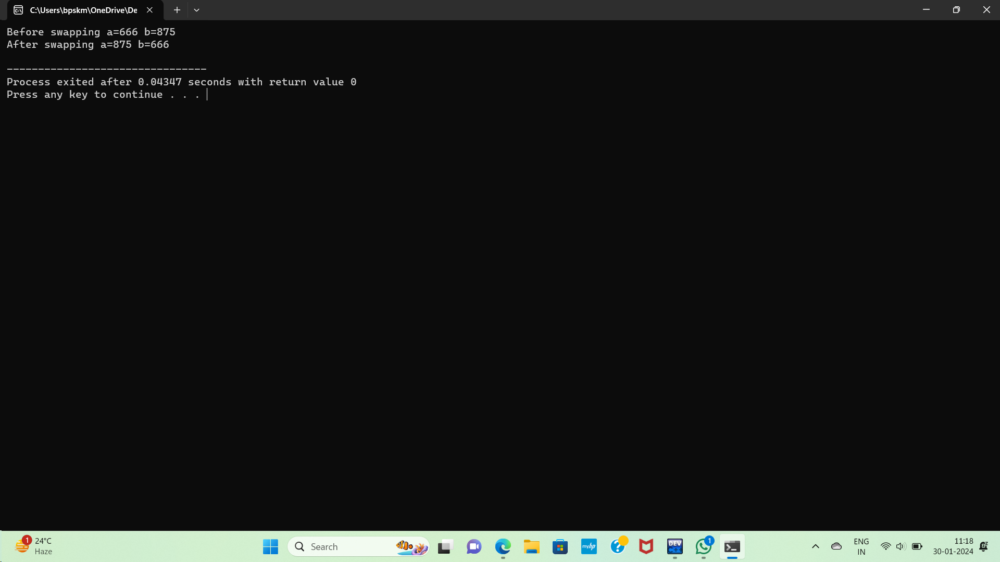 C:\Users\bpskm\OneDrive\De
Before swapping a=666 b=875
After swapping a=875 b=666
--------------------------------
Process exited after 0.04347 seconds with return value 0
Press any key to continue . . .
1
24°C
Haze
Search
myhp
DEV
C++
1
ENG
IN
11:18
30-01-2024